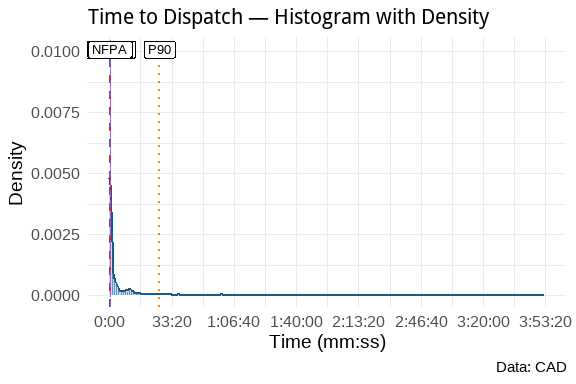 Time to Dispatch — Histogram with Density
NFPA
P90
0.0100
0.0075
0.0050
0.0025
0.0000
Density
0:00 33:20 1:06:40 1:40:00 2:13:20 2:46:40 3:20:00 3:53:20
Time (mm:ss)
Data: CAD